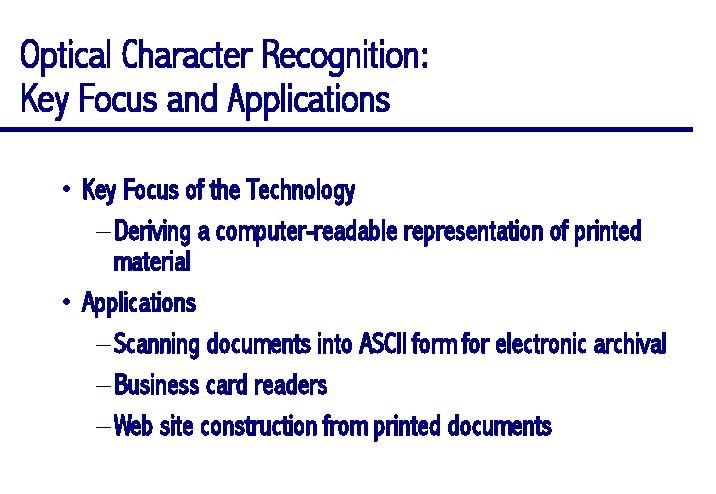 Optical Character Recognition:
Key Focus and Applications
• Key Focus of the Technology
–Deriving a computer-readable representation of printed
material
• Applications
–Scanning documents into ASCII form for electronic archival
–Business card readers
–Web site construction from printed documents